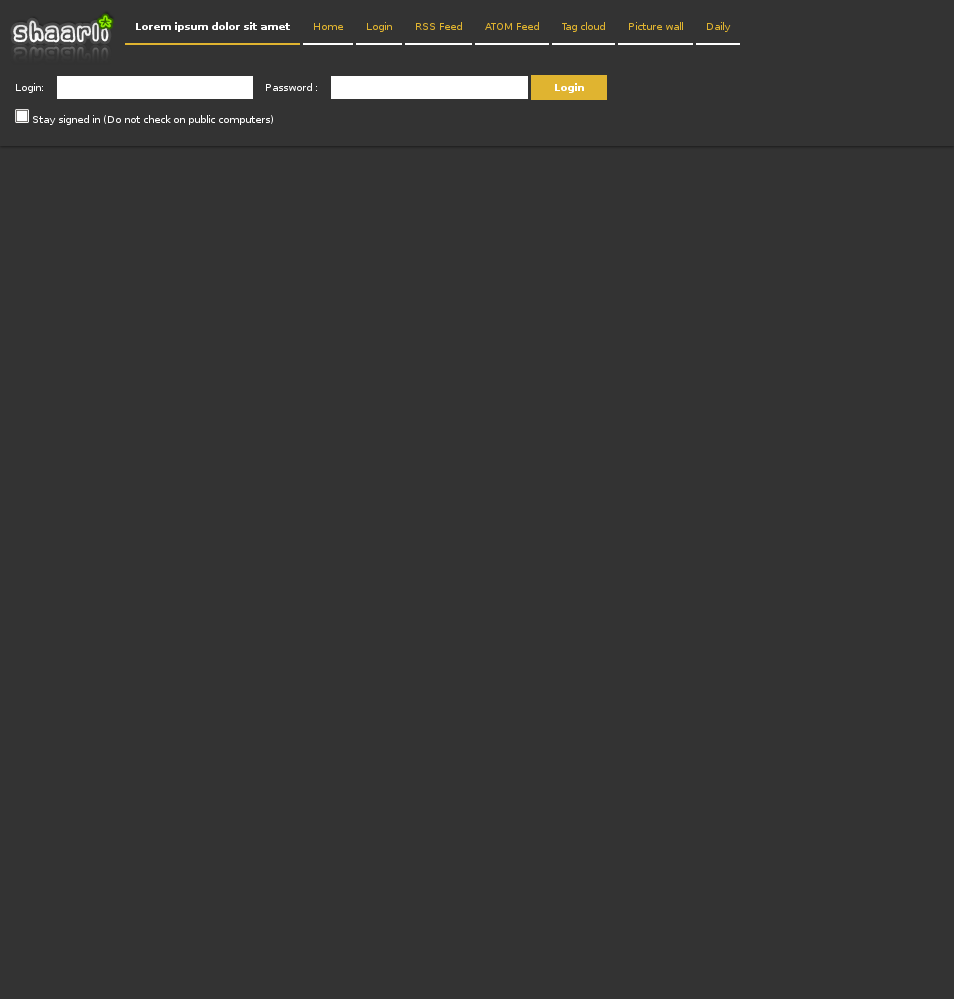 shaarli
Lorem ipsum dolor sit amet Home Login RSS Feed ATOM Feed Tag cloud Picture wall Daily
Login: Password : Login
Stay signed in (Do not check on public computers)